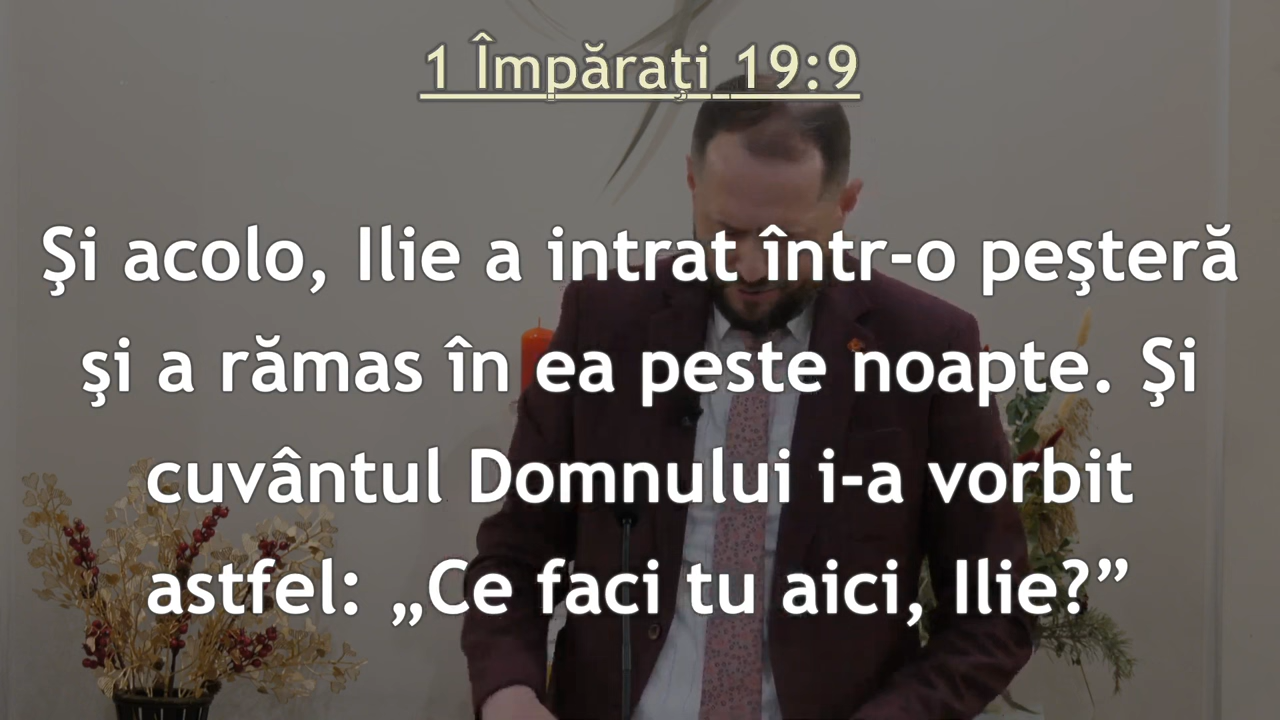 1 Împăraţi 19:9
Şi acolo, Ilie a intrat într-o peşteră
şi a rămas în ea peste noapte. Şi
cuvântul Domnului i-a vorbit
astfel: „Ce faci tu aici, Ilie?”